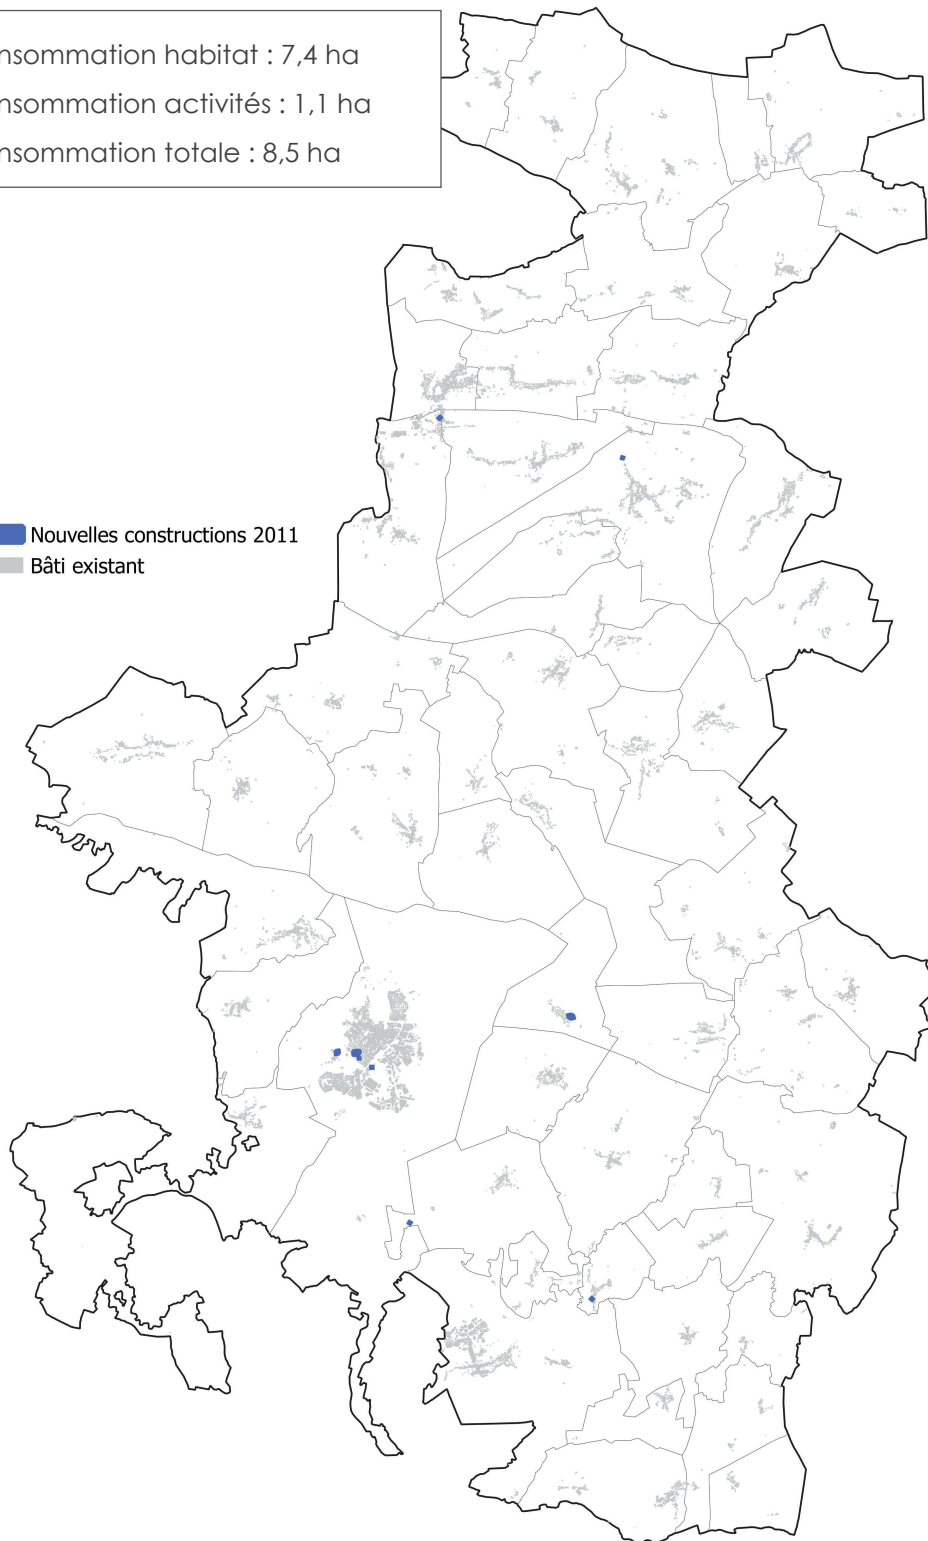 nsommation habitat : 7,4 ha
nsommation activités : 1,1 ha
nsommation totale : 8,5 ha
Nouvelles constructions 2011
Bâti existant